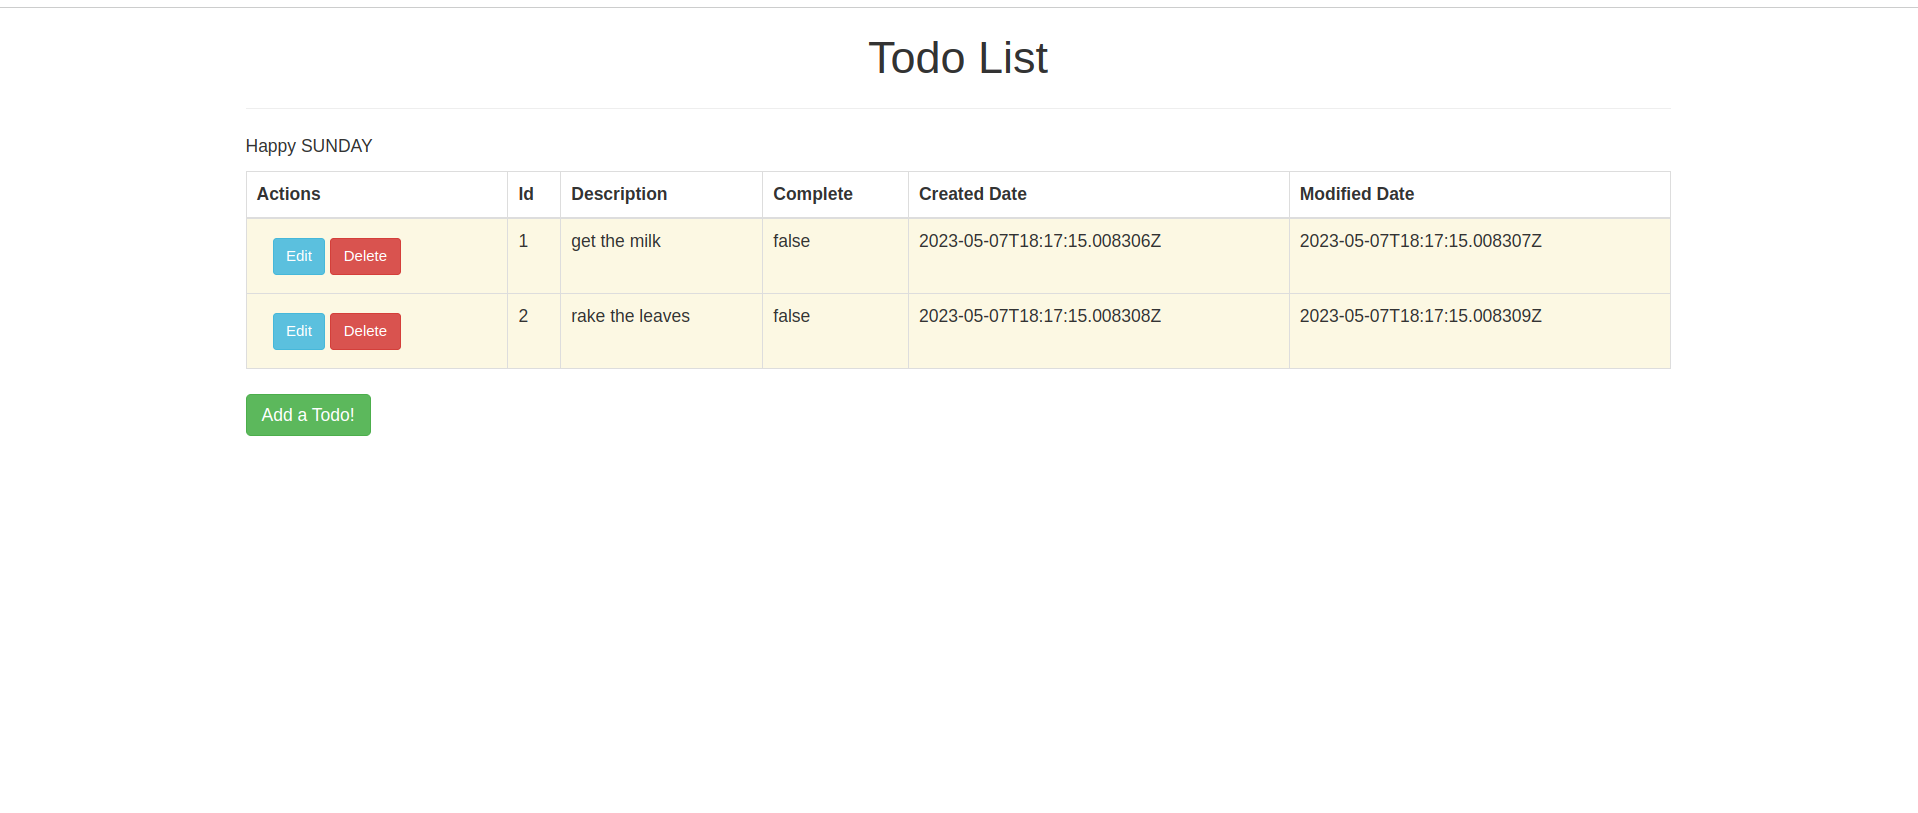 Todo List
Happy SUNDAY
Actions Id Description Complete Created Date Modified Date
Edit Delete 1 get the milk false 2023-05-07T18:17:15.008306Z 2023-05-07T18:17:15.008307Z
Edit Delete 2 rake the leaves false 2023-05-07T18:17:15.008308Z 2023-05-07T18:17:15.008309Z
Add a Todo!